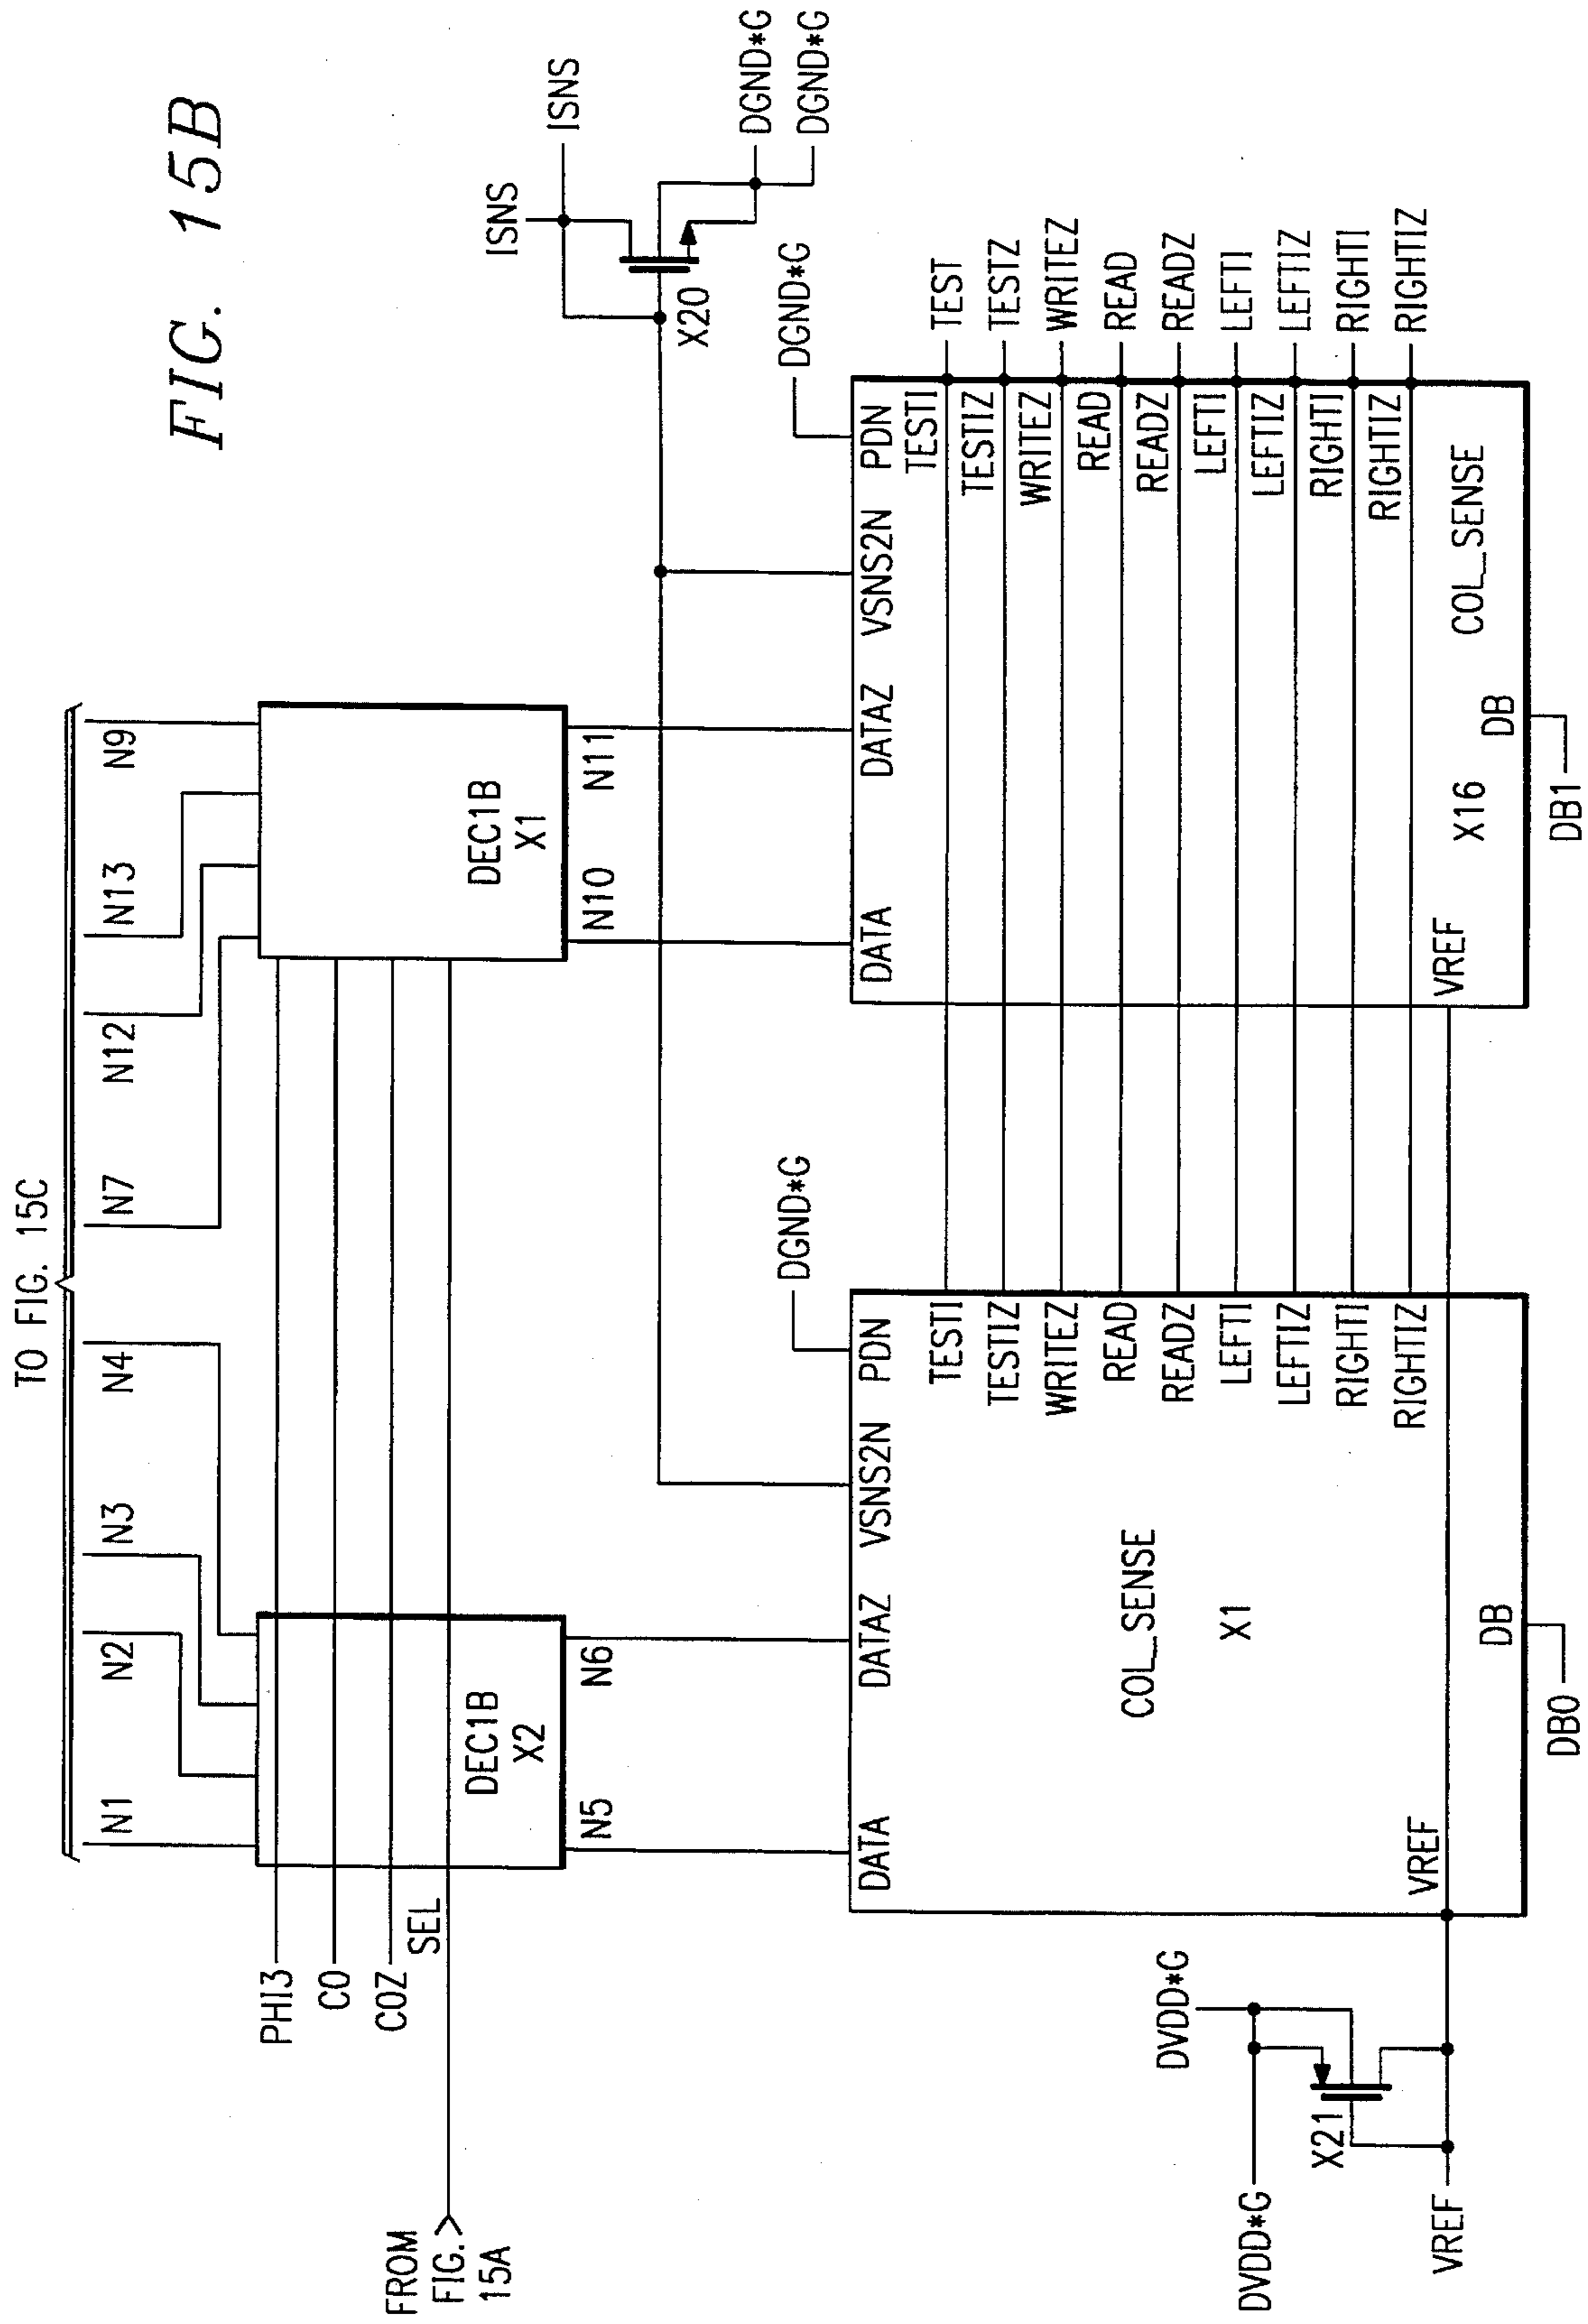 FIG. 15B
TO FIG. 15C
N1
N2
N3
N4
N7
N12
N13
N9
PHI3
C0
C0Z
SEL
FROM
FIG.
15A
DEC1B
X2
DEC1B
X1
N5
N6
N10
N11
ISNS
ISNS
X20
DGND*G
DGND*G
DGND*G
DATA
DATAZ
VSNS2N
PDN
TESTI
TESTIZ
WRITEZ
READ
READZ
LEFTI
LEFTIZ
RIGHTI
RIGHTIZ
COL_SENSE
X1
VREF
DB
DB0
DGND*G
DATA
DATAZ
VSNS2N
PDN
TESTI
TESTIZ
WRITEZ
READ
READZ
LEFTI
LEFTIZ
RIGHTI
RIGHTIZ
COL_SENSE
X16
VREF
DB
DB1
TEST
TESTZ
WRITEZ
READ
READZ
LEFTI
LEFTIZ
RIGHTI
RIGHTIZ
DVDD*G
DVDD*G
X21
VREF